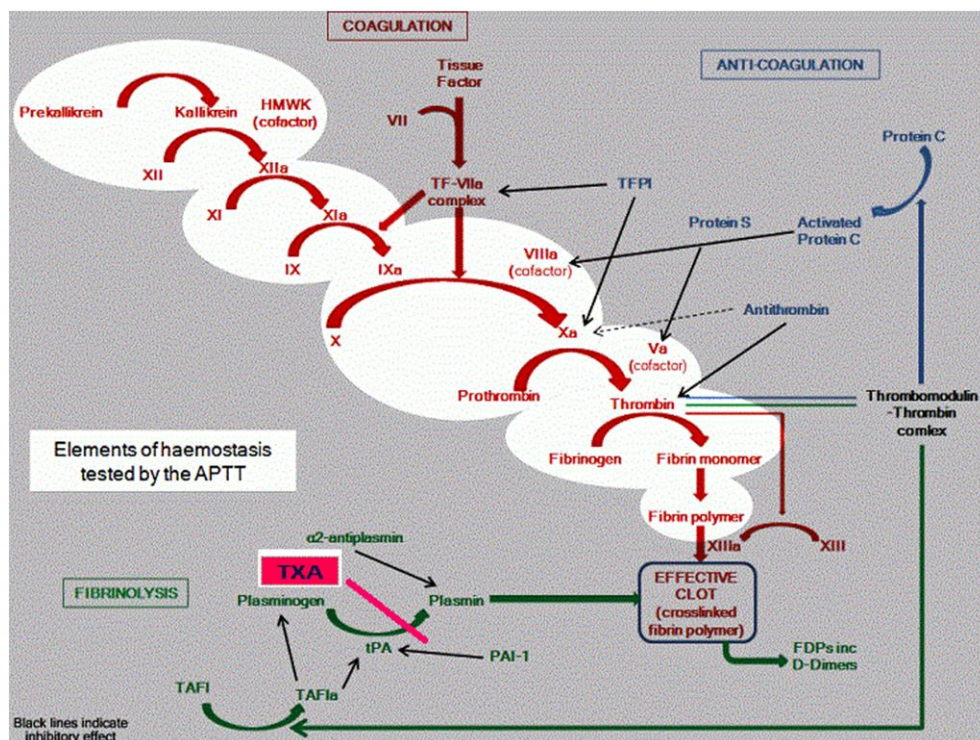 COAGULATION
ANTI-COAGULATION
Tissue
Factor
Prekallikrein
Kallikrein
HMWK
(cofactor)
VII
Protein C
XII
XIIa
TF-VIIa
complex
TFPI
XI
XIa
Protein S
Activated
Protein C
IX
IXa
VIIIa
(cofactor)
X
Xa
Antithrombin
Va
(cofactor)
Prothrombin
Thrombin
Thrombomodulin
-Thrombin
comlex
Elements of haemostasis
tested by the APTT
Fibrinogen
Fibrin monomer
Fibrin polymer
XIIIa
XIII
α2-antiplasmin
TXA
FIBRINOLYSIS
Plasminogen
Plasmin
EFFECTIVE
CLOT
(crosslinked
fibrin polymer)
tPA
PAI-1
FDPs inc
D-Dimers
TAFI
TAFIa
Black lines indicate
inhibitory effect